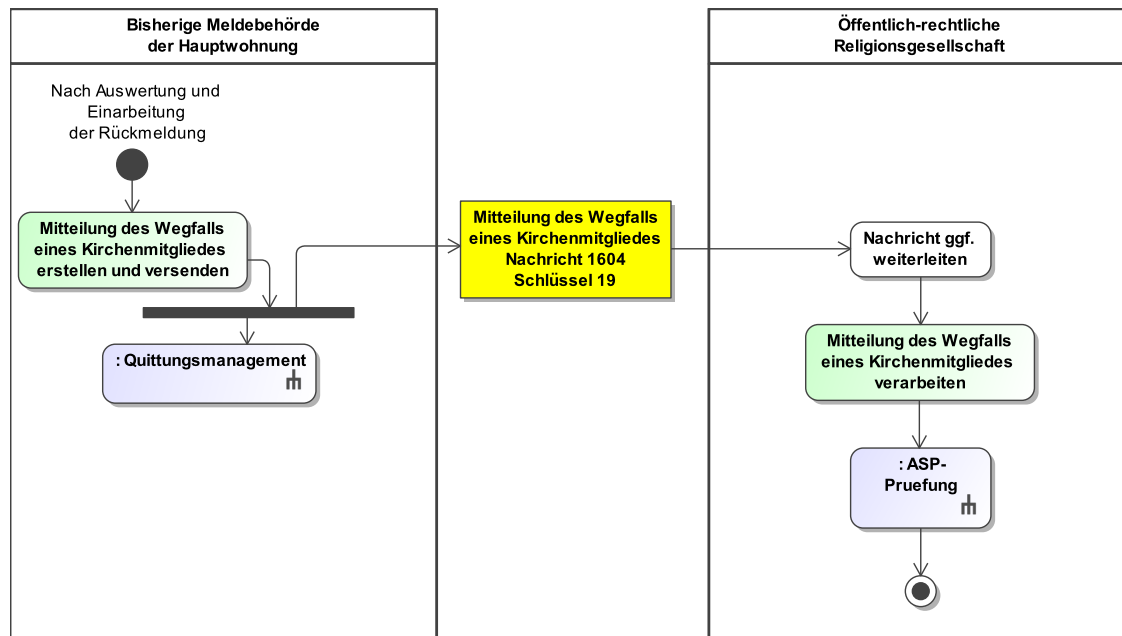 Bisherige Meldebehörde
der Hauptwohnung
Nach Auswertung und
Einarbeitung
der Rückmeldung
Mitteilung des Wegfalls
eines Kirchenmitgliedes
erstellen und versenden
: Quittungsmanagement
Mitteilung des Wegfalls
eines Kirchenmitgliedes
Nachricht 1604
Schlüssel 19
Öffentlich-rechtliche
Religionsgesellschaft
Nachricht ggf.
weiterleiten
Mitteilung des Wegfalls
eines Kirchenmitgliedes
verarbeiten
: ASP-
Pruefung